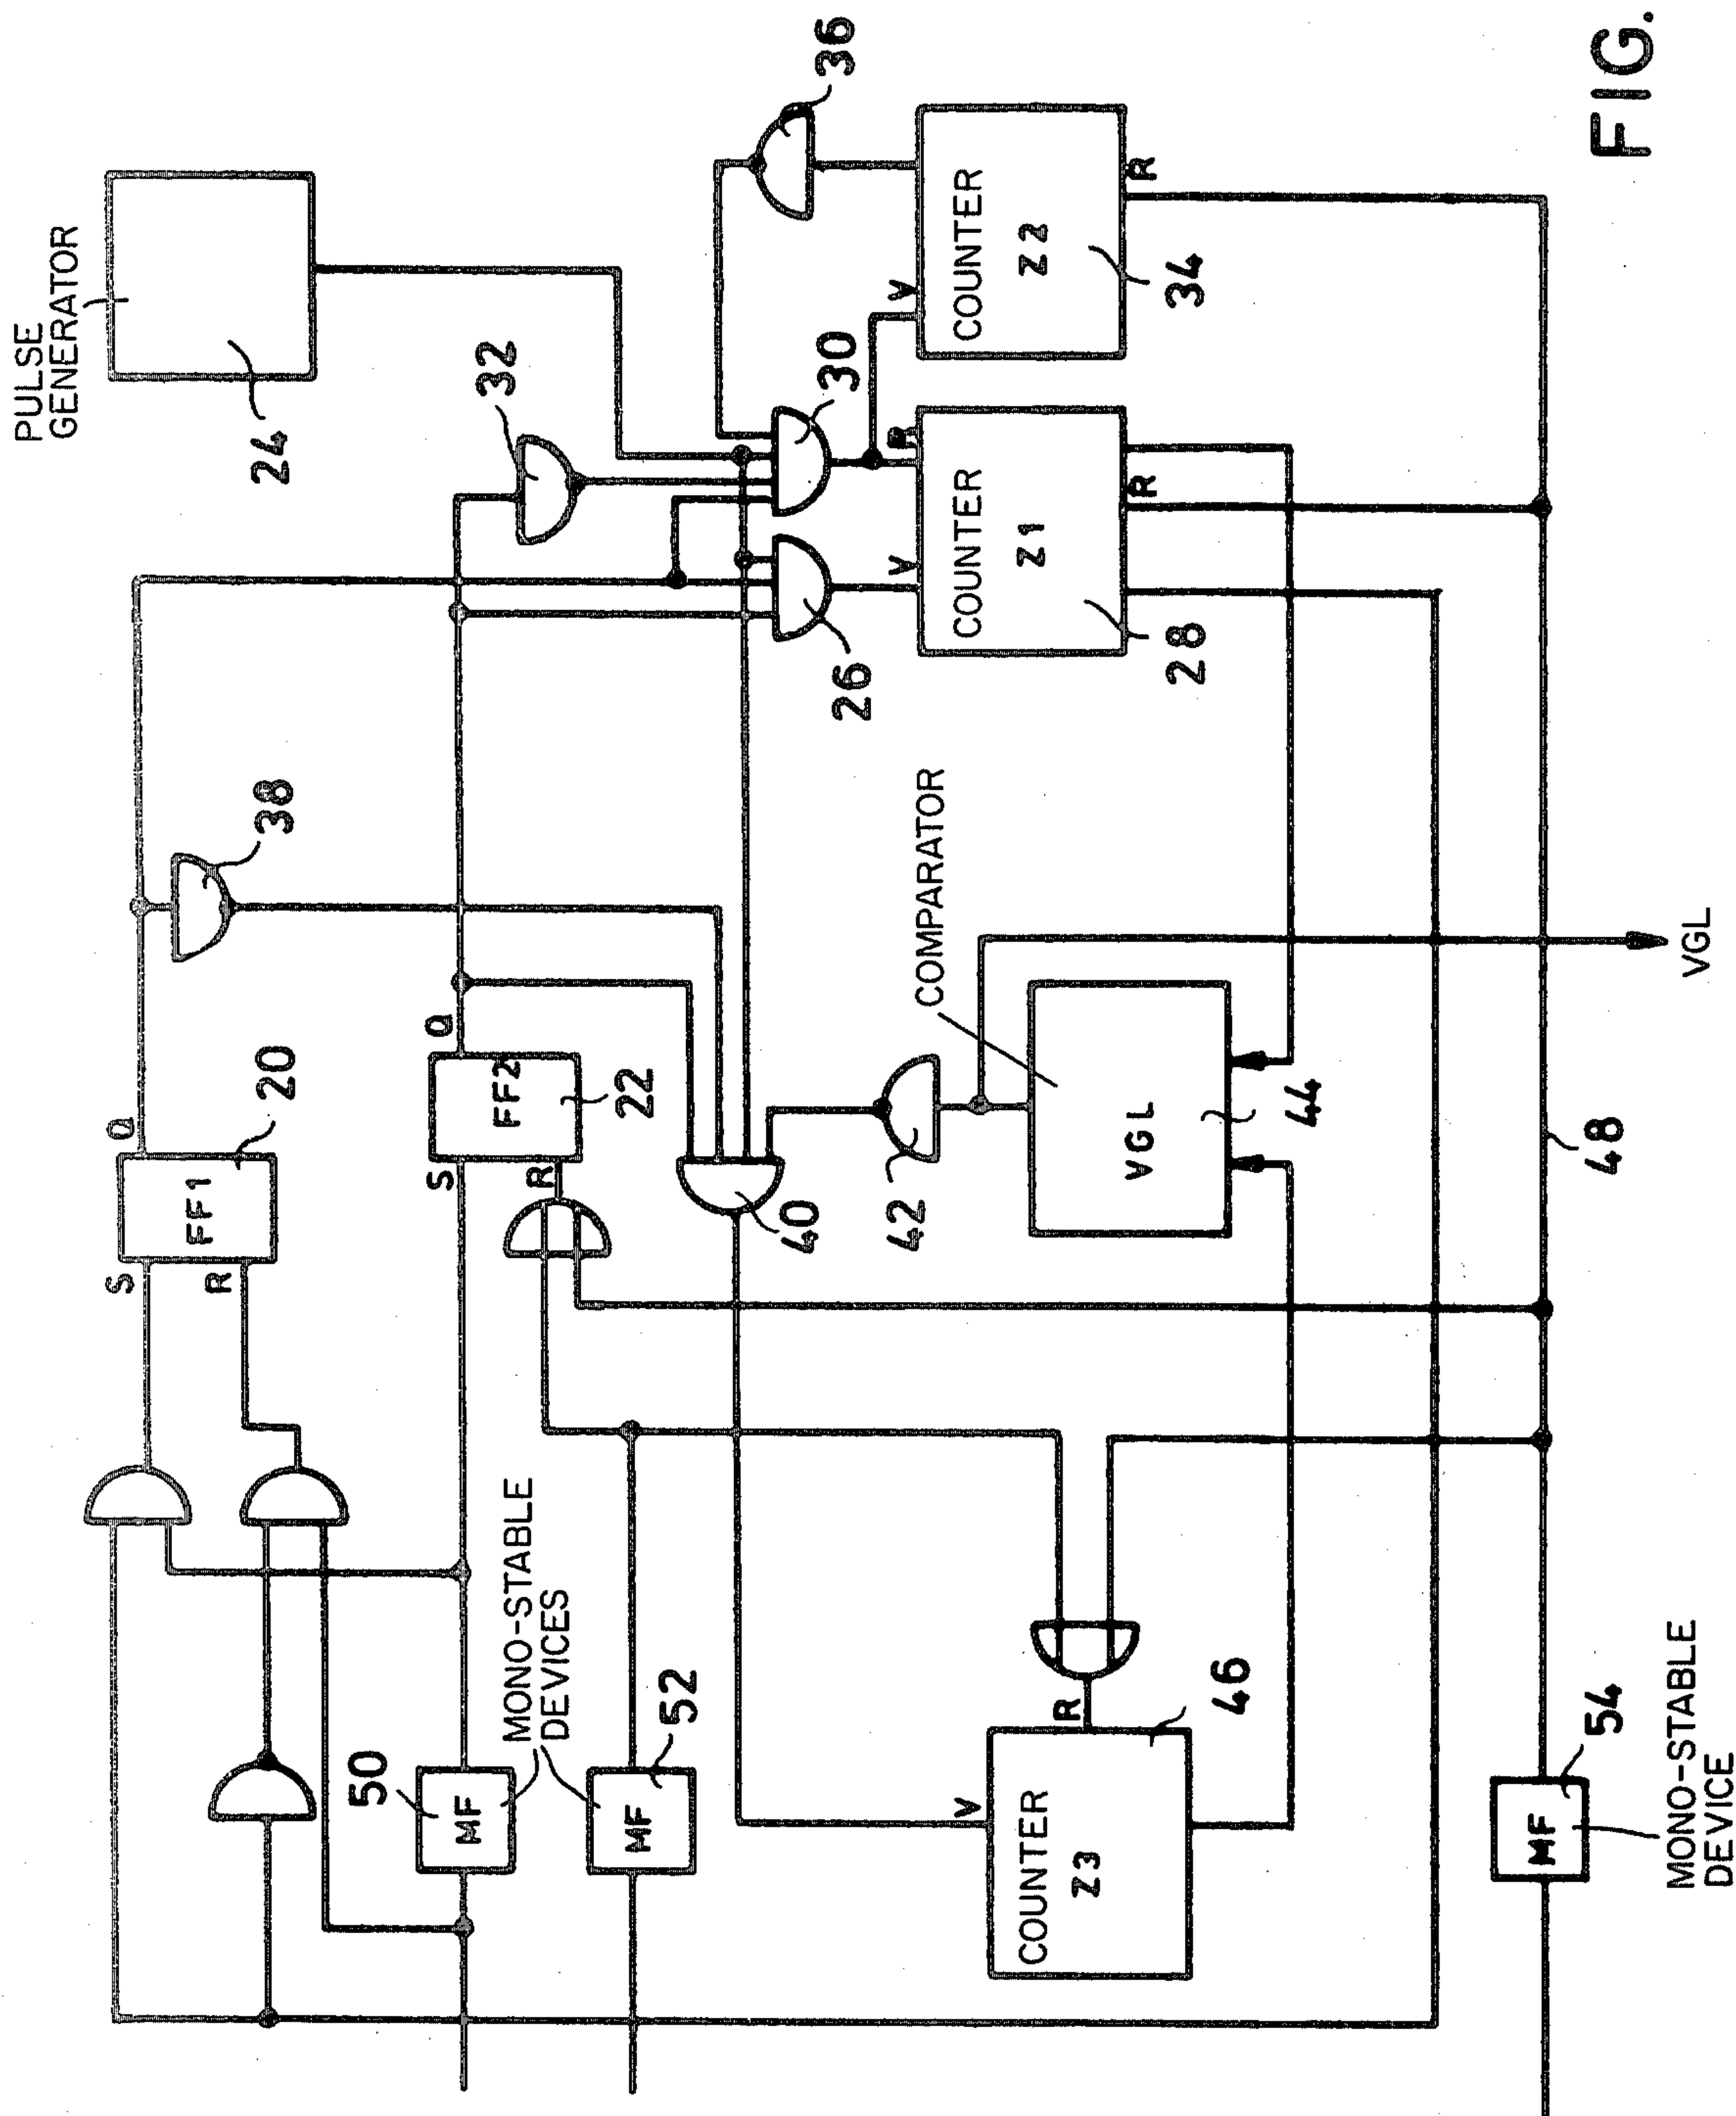 PULSE
GENERATOR
24
32
36
30
26
V
R
V
COUNTER
Z1
28
R
COUNTER
Z2
34
R
FIG.
38
Q
FF1
20
S
R
Q
FF2
22
S
R
40
42
COMPARATOR
VGL
44
VGL
48
50
MF
MONO-STABLE
DEVICES
52
MF
V
COUNTER
Z3
R
46
MF
54
MONO-STABLE
DEVICE